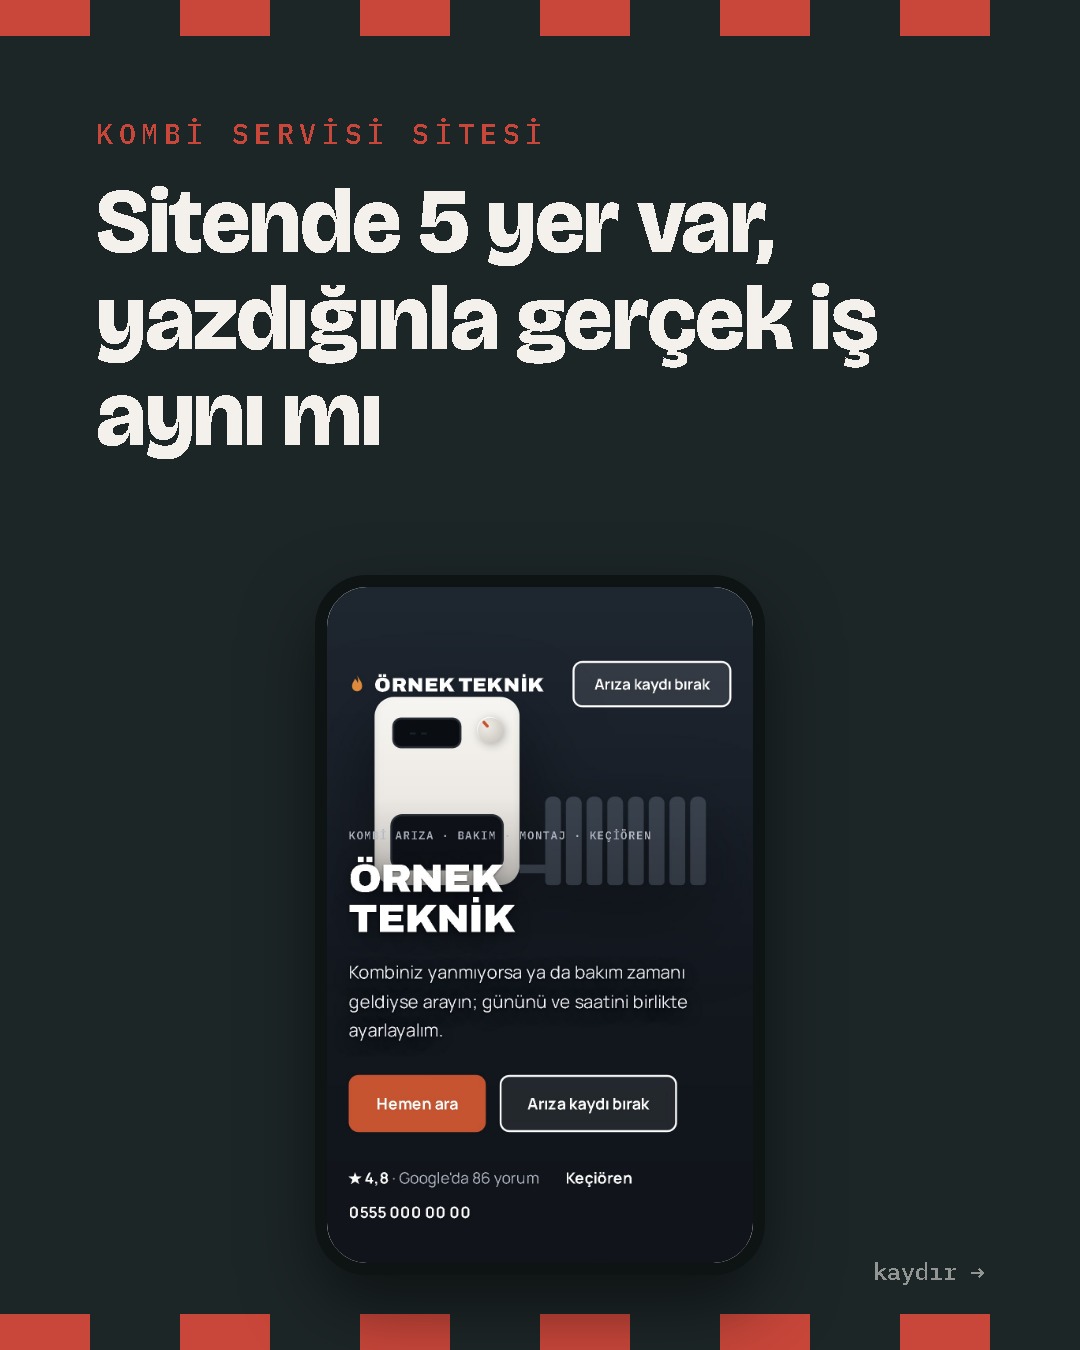 KOMBİ SERVİSİ SİTESİ
Sitende 5 yer var,
yazdığınla gerçek iş
aynı mı
ÖRNEK TEKNİK
Arıza kaydı bırak
KOMBİ ARIZA · BAKIM · MONTAJ · KEÇİÖREN
ÖRNEK
TEKNİK
Kombiniz yanmıyorsa ya da bakım zamanı
geldiyse arayın; gününü ve saatini birlikte
ayarlayalım.
Hemen ara
Arıza kaydı bırak
★ 4,8 · Google'da 86 yorum
Keçiören
0555 000 00 00
kaydır →